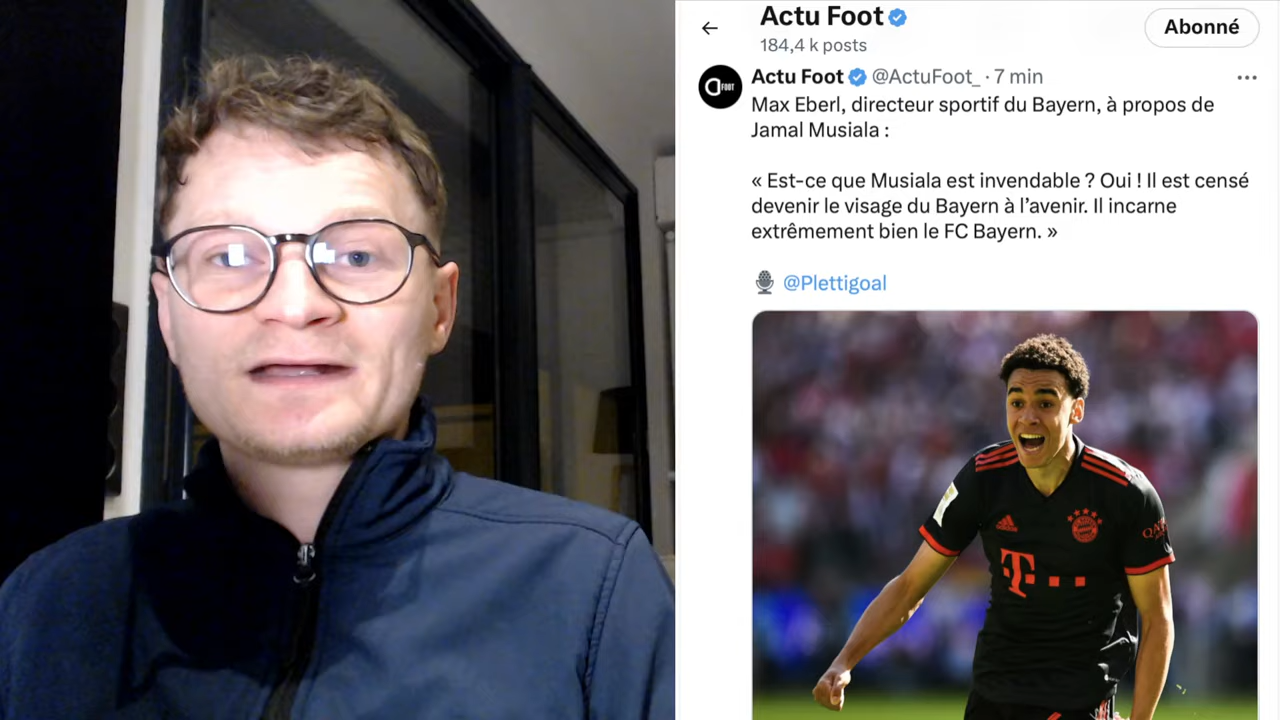 Actu Foot
184,4 k posts
Abonné
FOOT
Actu Foot @ActuFoot_ · 7 min
Max Eberl, directeur sportif du Bayern, à propos de
Jamal Musiala :
« Est-ce que Musiala est invendable ? Oui ! Il est censé
devenir le visage du Bayern à l’avenir. Il incarne
extrêmement bien le FC Bayern. »
@Plettigoal
T